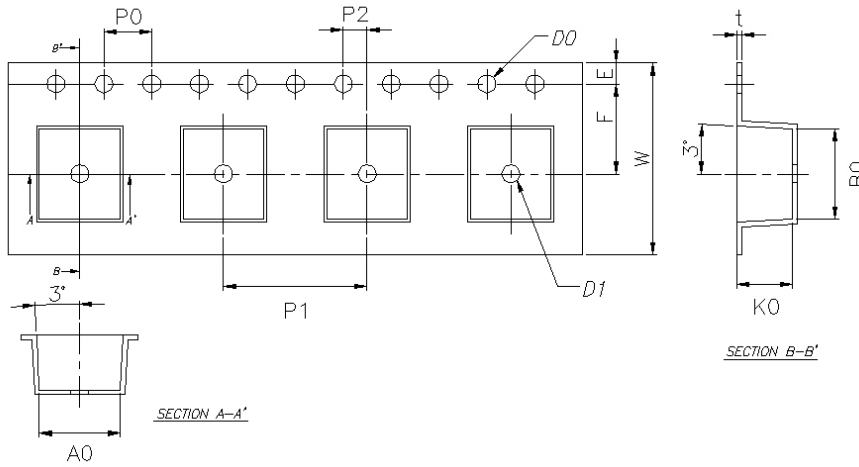 P0
P2
t
B'
D0
E
F
W
3°
B0
A
A'
B
D1
P1
K0
3°
SECTION B-B'
SECTION A-A'
A0